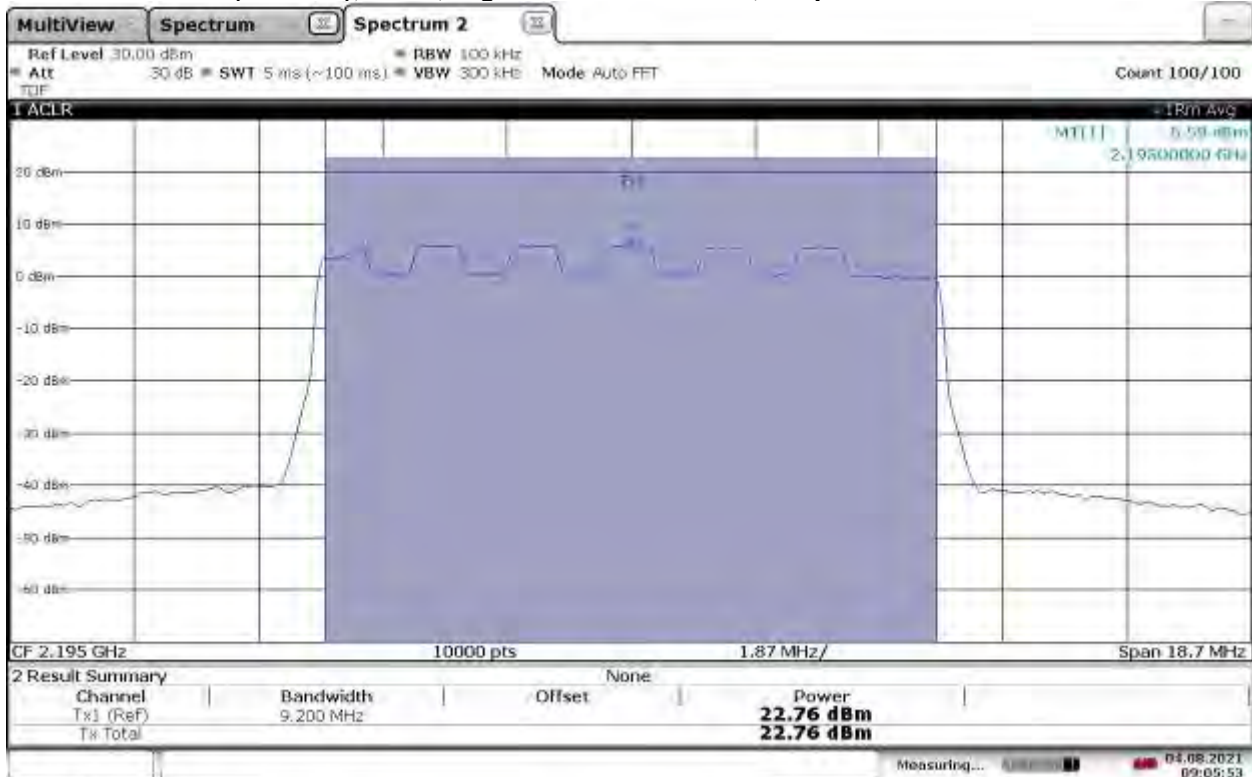 MultiView Spectrum Spectrum 2
Ref Level 30.00 dBm RBW 100 kHz
Att 30 dB SWT 5 ms (~100 ms) VBW 300 kHz Mode Auto FFT Count 100/100
TDF
1 ACLR 1Rm Avg
M1[1] 5.59 dBm
2.19500000 GHz
20 dBm
Tx1
10 dBm
M1
0 dBm
-10 dBm
-20 dBm
-30 dBm
-40 dBm
-50 dBm
-60 dBm
CF 2.195 GHz 10000 pts 1.87 MHz/ Span 18.7 MHz
2 Result Summary None
Channel Bandwidth Offset Power
Tx1 (Ref) 9.200 MHz 22.76 dBm
Tx Total 22.76 dBm
Measuring... 04.08.2021
09:05:53